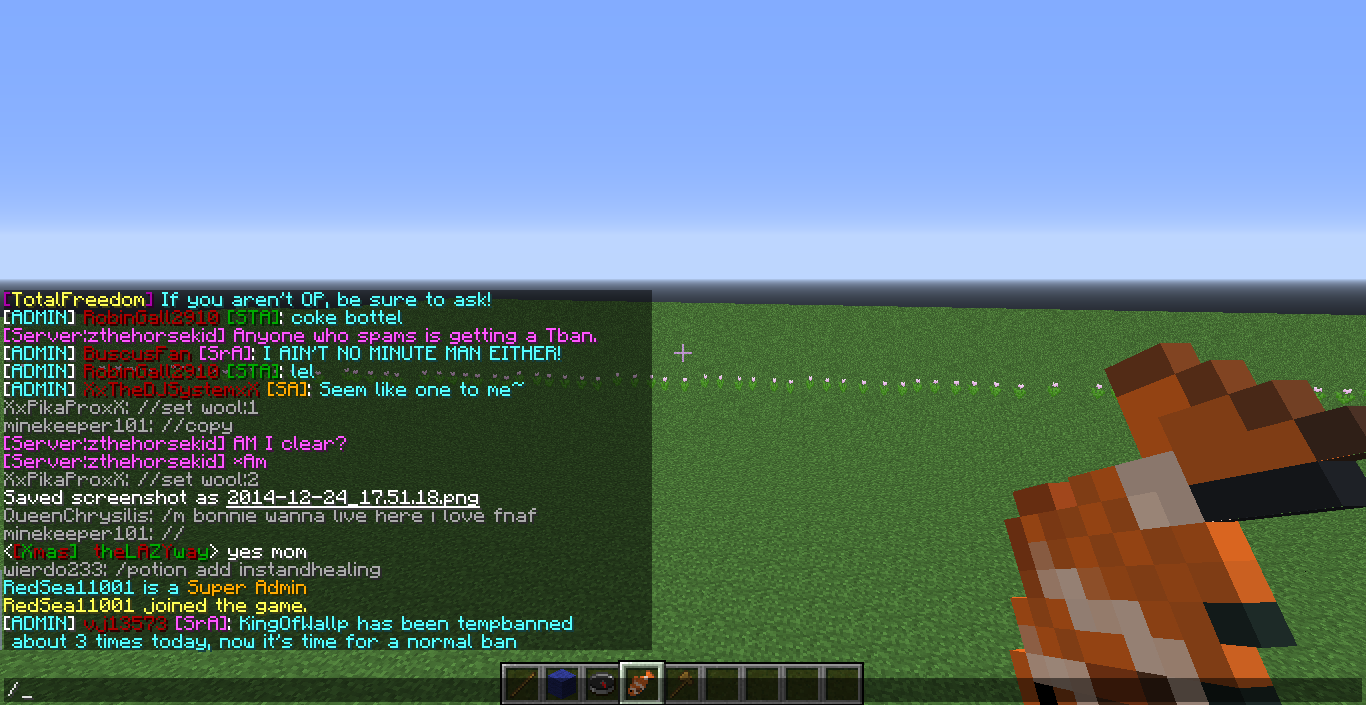 [TotalFreedom] If you aren't OP, be sure to ask!
[ADMIN] RobinGall2910 [STA]: coke bottel
[Server:zthehorsekid] Anyone who spams is getting a Tban.
[ADMIN] BuscusFan [SrA]: I AIN'T NO MINUTE MAN EITHER!
[ADMIN] RobinGall2910 [STA]: lel
[ADMIN] XxTheDJSystemxX [SA]: Seem like one to me~
XxPikaProxX: //set wool:1
minekeeper101: //copy
[Server:zthehorsekid] AM I clear?
[Server:zthehorsekid] *Am
XxPikaProxX: //set wool:2
Saved screenshot as 2014-12-24_17.51.18.png
QueenChrysilis: /m bonnie wanna live here i love fnaf
minekeeper101: //
<[Xmas] theLAZYway> yes mom
wierdo233: /potion add instandhealing
RedSea11001 is a Super Admin
RedSea11001 joined the game.
[ADMIN] vj13573 [SrA]: KingOfWallp has been tempbanned
about 3 times today, now it's time for a normal ban
/_